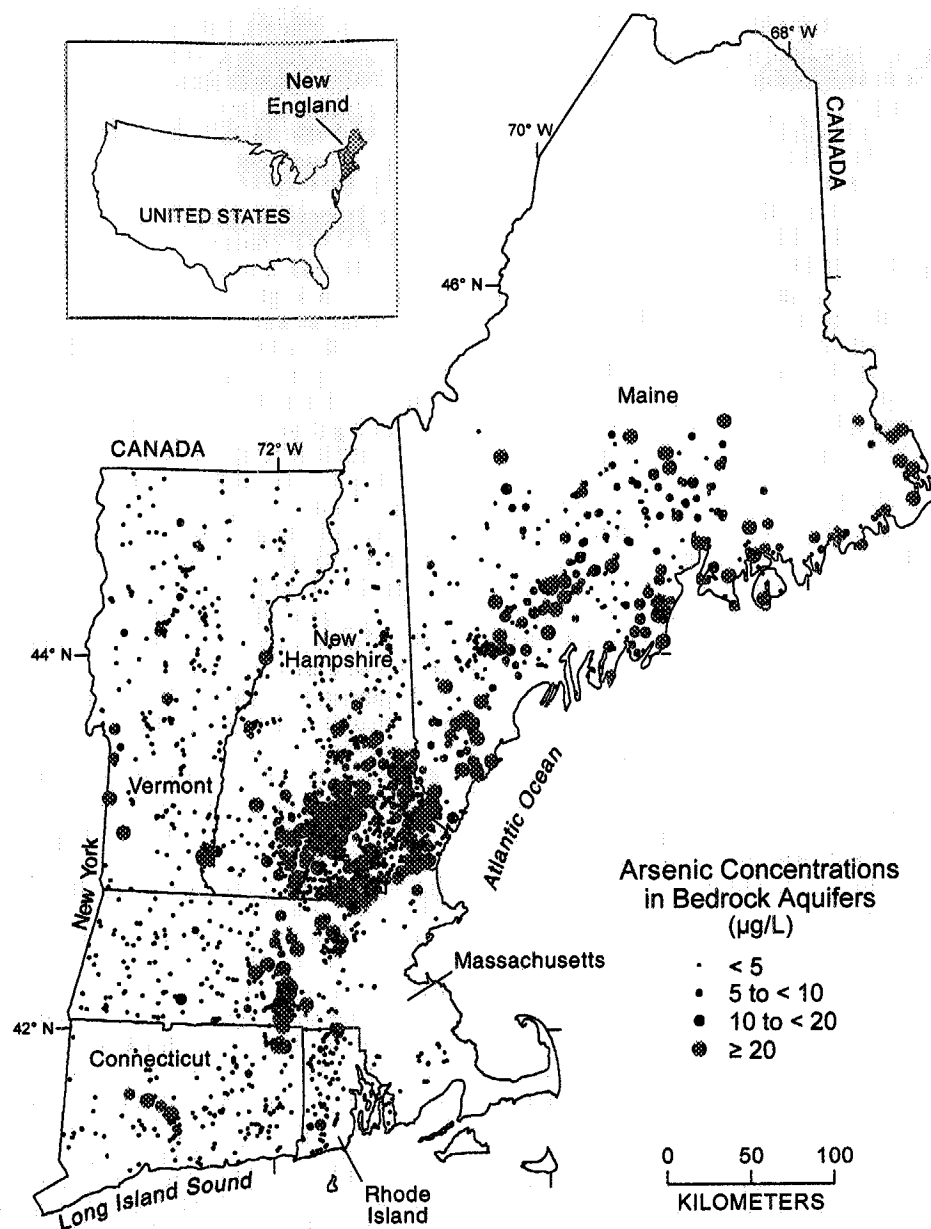 New
England
UNITED STATES
68° W
70° W
CANADA
46° N
Maine
CANADA
72° W
44° N
New
Hampshire
Vermont
Atlantic Ocean
New York
Arsenic Concentrations
in Bedrock Aquifers
(µg/L)
< 5
5 to < 10
10 to < 20
≥ 20
Massachusetts
42° N
Connecticut
Long Island Sound
Rhode
Island
0 50 100
KILOMETERS